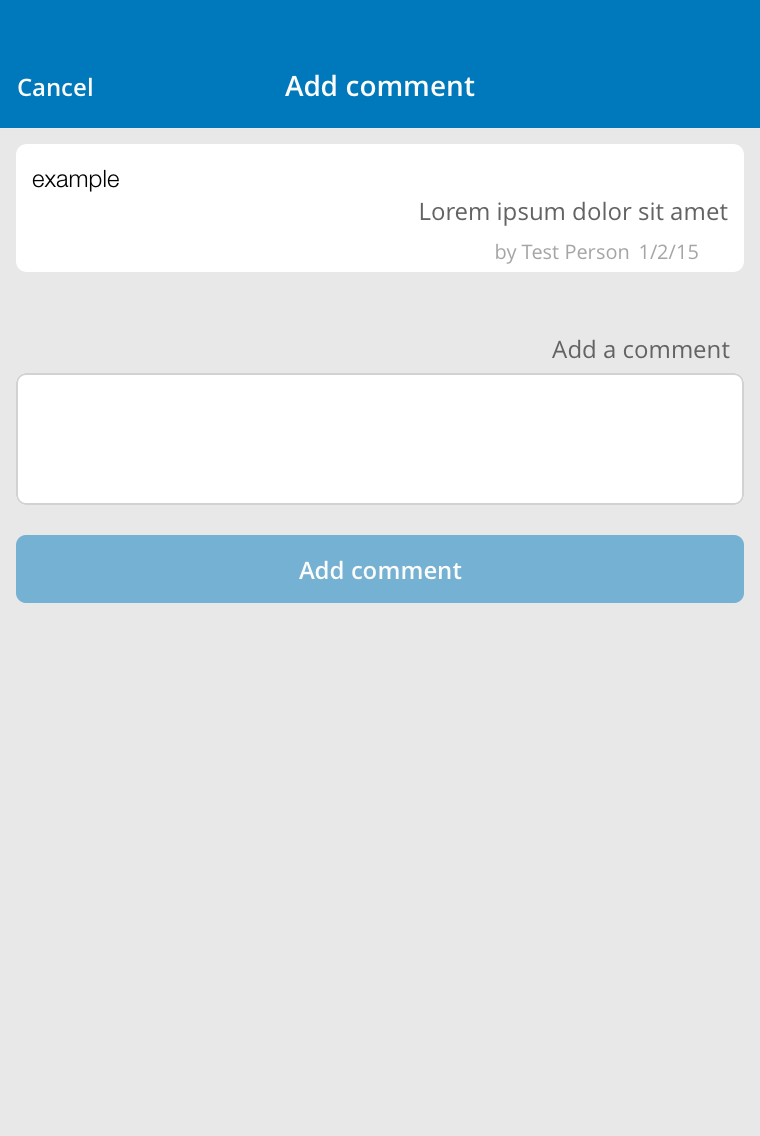 Cancel Add comment
example
Lorem ipsum dolor sit amet
by Test Person 1/2/15
Add a comment
Add comment